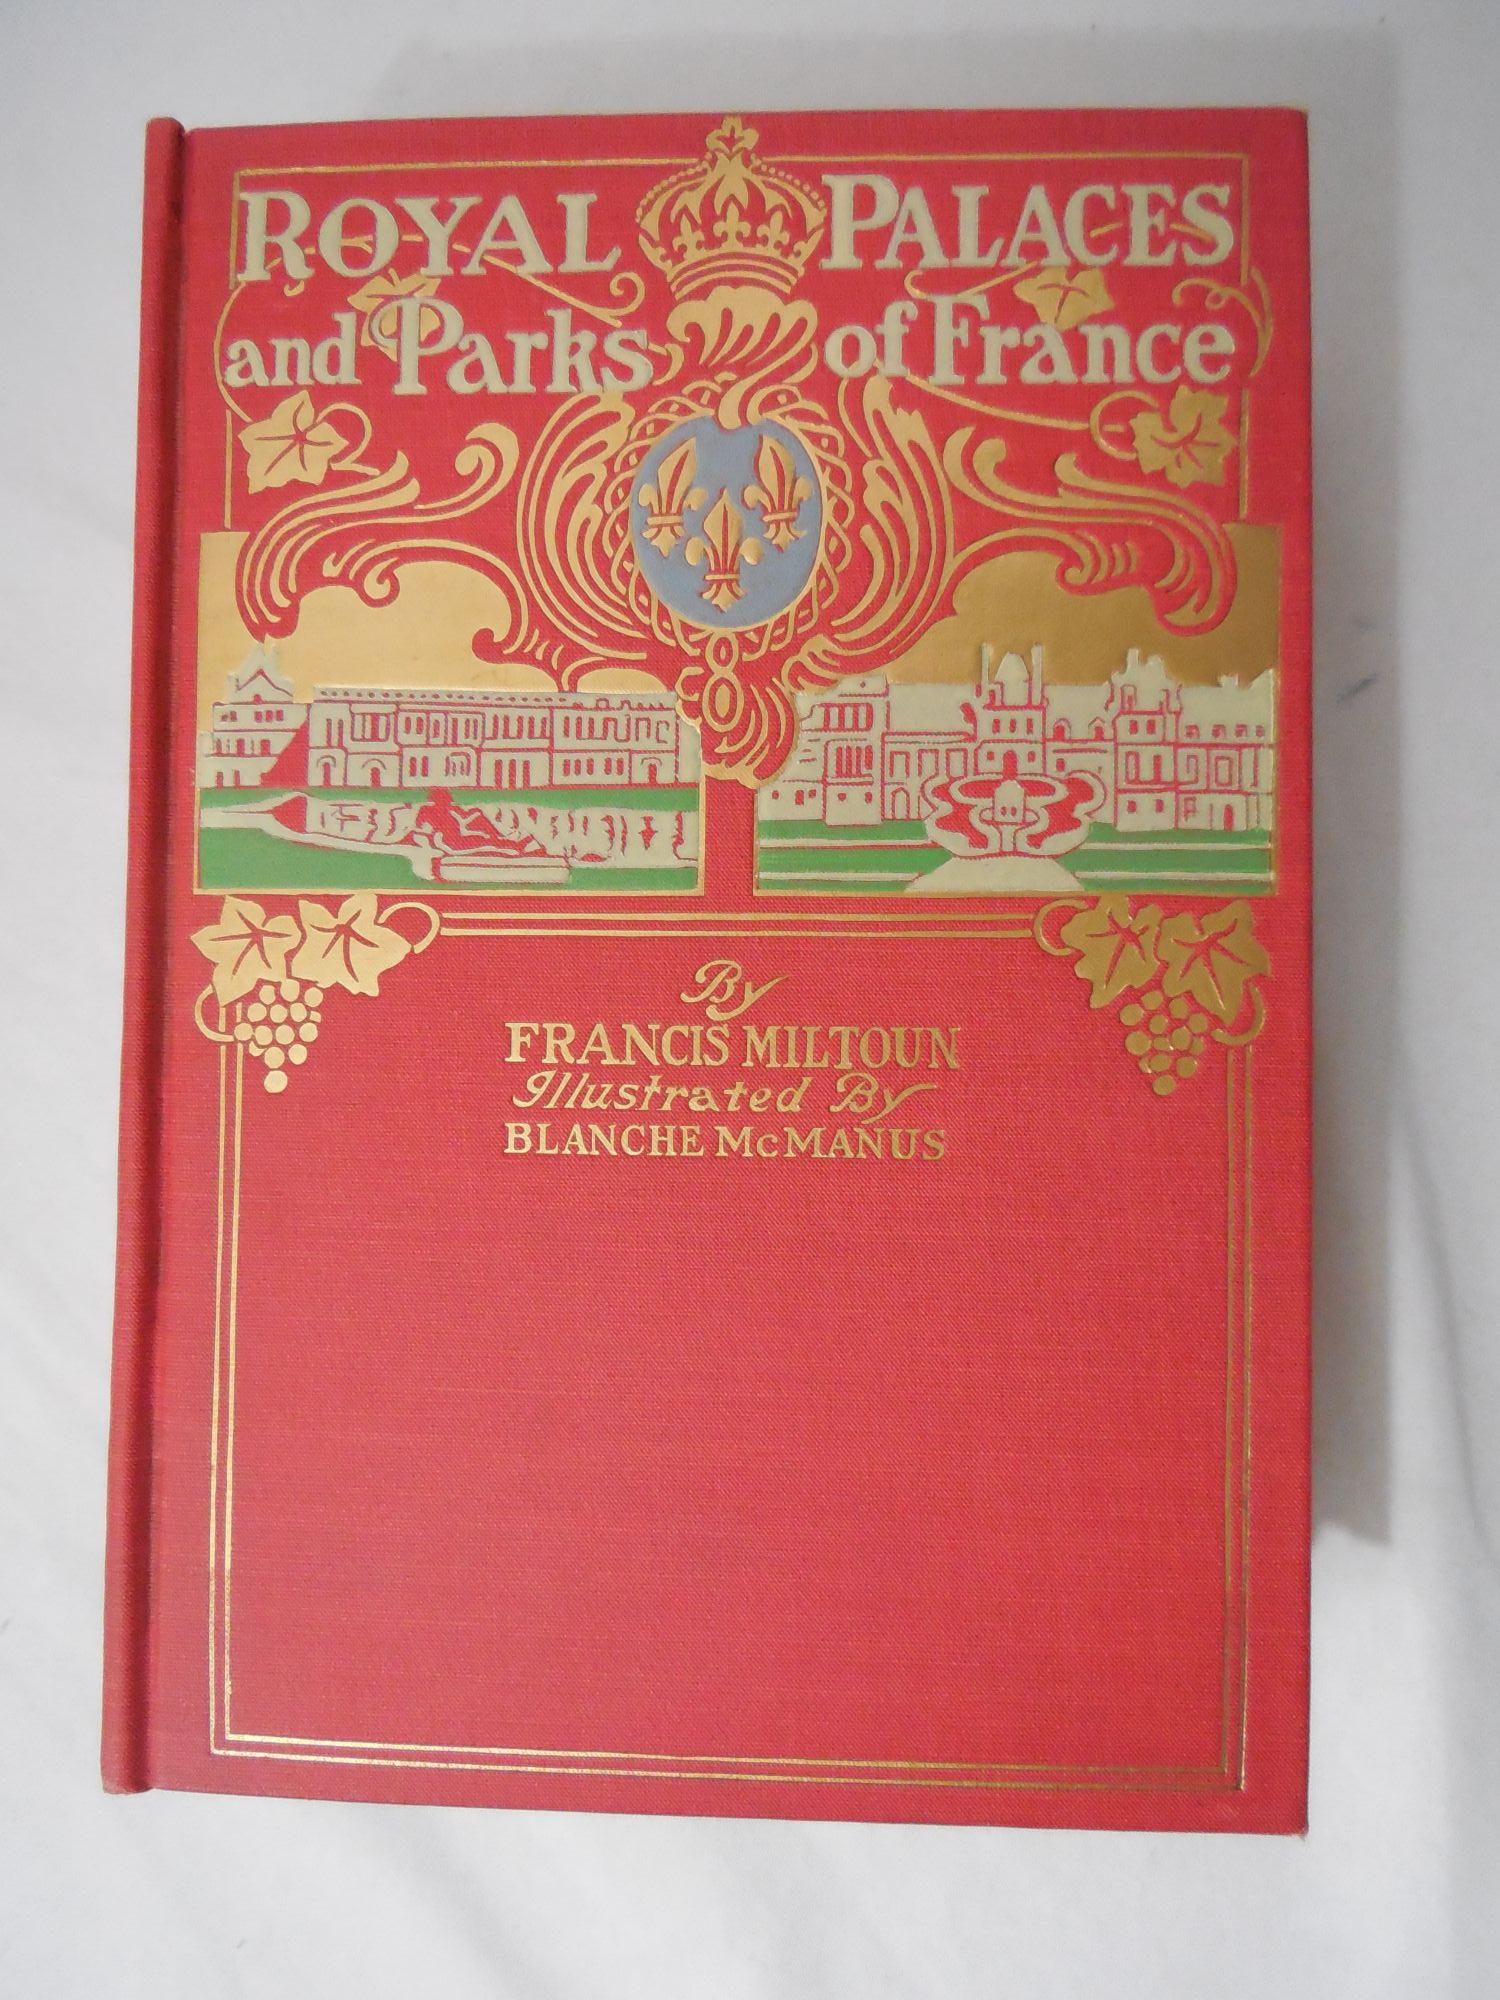 ROYAL PALACES
and Parks of France
By
FRANCIS MILTOUN
Illustrated By
BLANCHE McMANUS